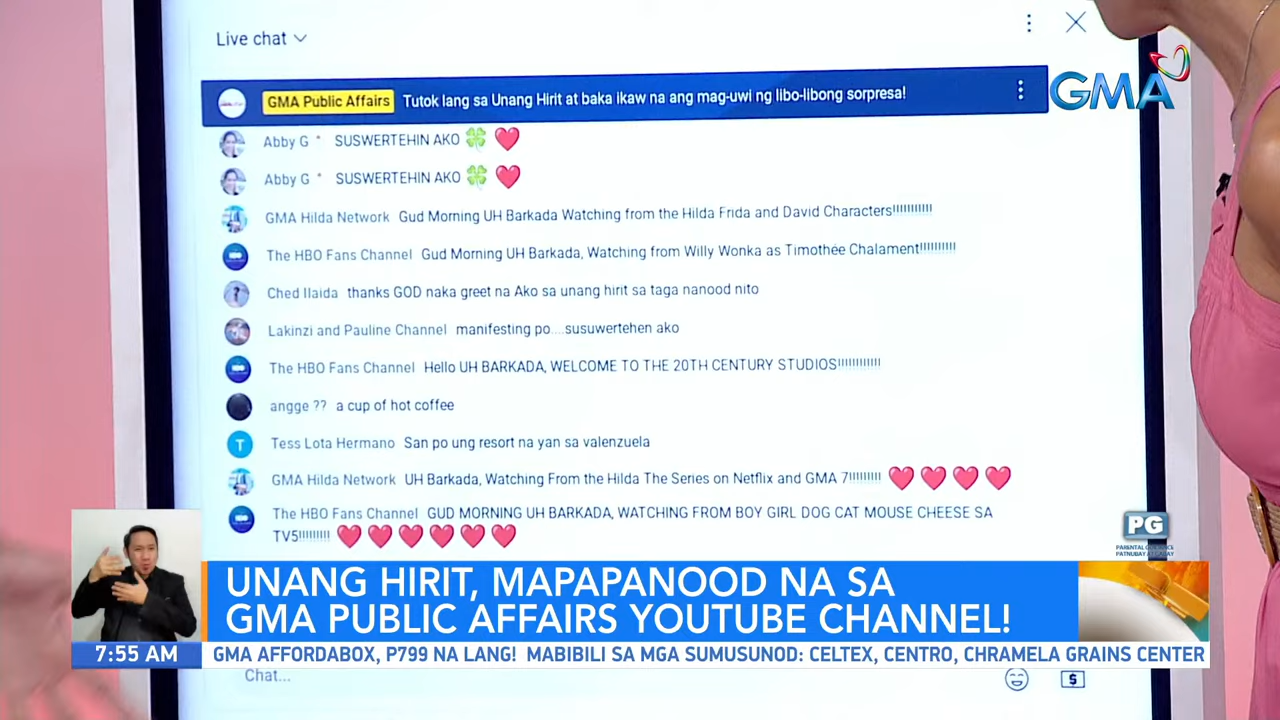 Live chat
GMA
GMA Public Affairs Tutok lang sa Unang Hirit at baka ikaw na ang mag-uwi ng libo-libong sorpresa!
Abby G SUSWERTEHIN AKO 🍀 ❤️
Abby G SUSWERTEHIN AKO 🍀 ❤️
GMA Hilda Network Gud Morning UH Barkada Watching from the Hilda Frida and David Characters!!!!!!!!!!!
The HBO Fans Channel Gud Morning UH Barkada, Watching from Willy Wonka as Timothée Chalament!!!!!!!!!!
Ched Ilaida thanks GOD naka greet na Ako sa unang hirit sa taga nanood nito
Lakinzi and Pauline Channel manifesting po....susuwertehen ako
The HBO Fans Channel Hello UH BARKADA, WELCOME TO THE 20TH CENTURY STUDIOS!!!!!!!!!!!!
angge ?? a cup of hot coffee
T Tess Lota Hermano San po ung resort na yan sa valenzuela
GMA Hilda Network UH Barkada, Watching From the Hilda The Series on Netflix and GMA 7!!!!!!!!! ❤️ ❤️ ❤️ ❤️
The HBO Fans Channel GUD MORNING UH BARKADA, WATCHING FROM BOY GIRL DOG CAT MOUSE CHEESE SA
TV5!!!!!!!!! ❤️ ❤️ ❤️ ❤️ ❤️ ❤️
PG
PARENTAL GUIDANCE
PATNUBAY AT GABAY
UNANG HIRIT, MAPAPANOOD NA SA
GMA PUBLIC AFFAIRS YOUTUBE CHANNEL!
7:55 AM GMA AFFORDABOX, P799 NA LANG! MABIBILI SA MGA SUMUSUNOD: CELTEX, CENTRO, CHRAMELA GRAINS CENTER
Chat...